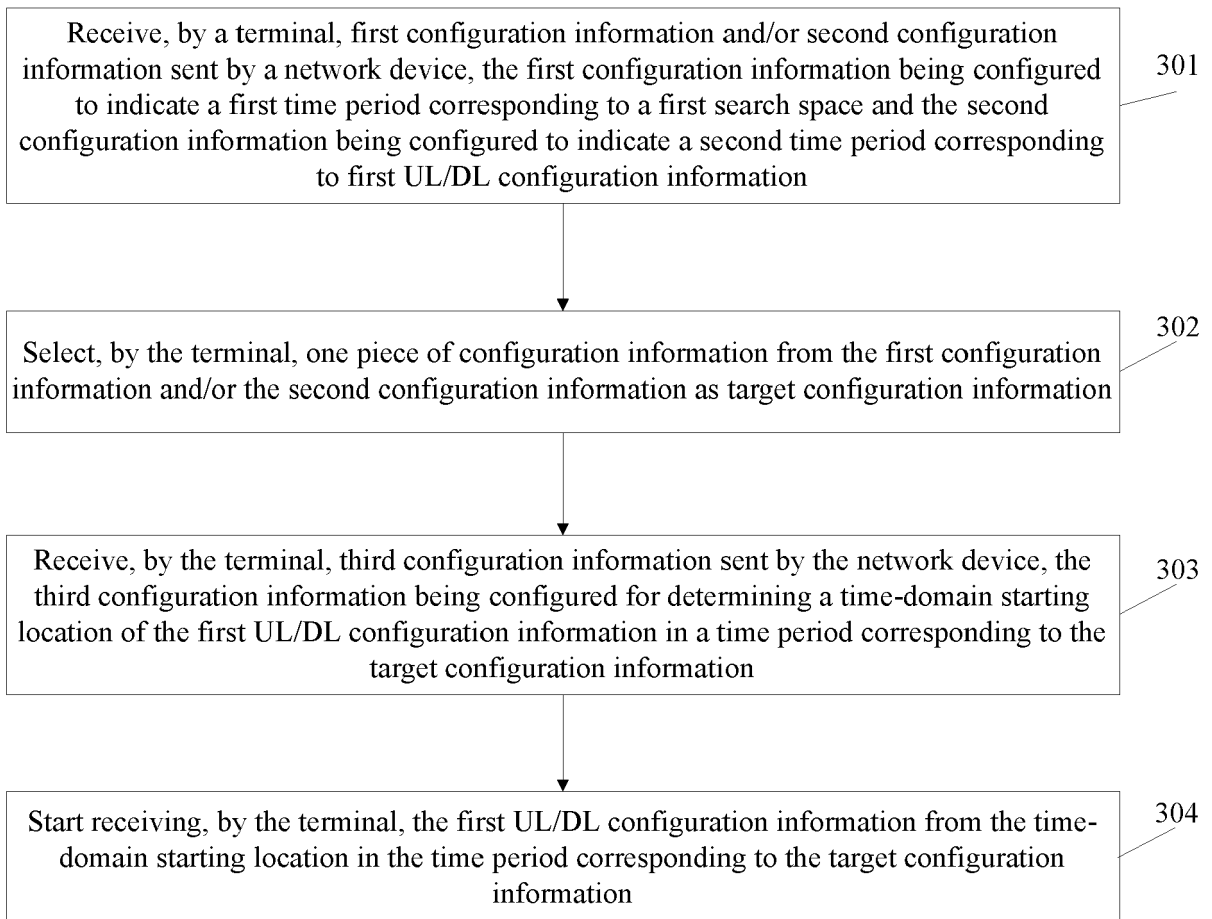 Receive, by a terminal, first configuration information and/or second configuration
information sent by a network device, the first configuration information being configured
to indicate a first time period corresponding to a first search space and the second
configuration information being configured to indicate a second time period corresponding
to first UL/DL configuration information
301
Select, by the terminal, one piece of configuration information from the first configuration
information and/or the second configuration information as target configuration information
302
Receive, by the terminal, third configuration information sent by the network device, the
third configuration information being configured for determining a time-domain starting
location of the first UL/DL configuration information in a time period corresponding to the
target configuration information
303
Start receiving, by the terminal, the first UL/DL configuration information from the time-
domain starting location in the time period corresponding to the target configuration
information
304